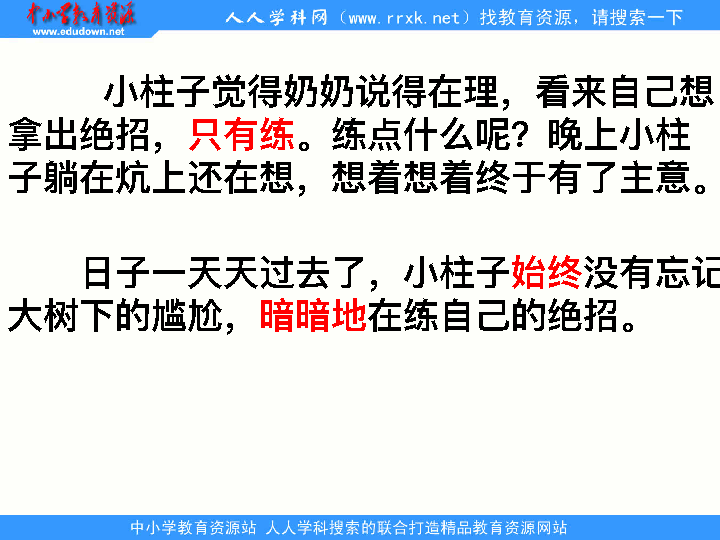 中小学教育资源
www.edudown.net
人人学科网（www.rrxk.net）找教育资源，请搜索一下
小柱子觉得奶奶说得在理，看来自己想
拿出绝招，只有练。练点什么呢？晚上小柱
子躺在炕上还在想，想着想着终于有了主意。
日子一天天过去了，小柱子始终没有忘记
大树下的尴尬，暗暗地在练自己的绝招。
中小学教育资源站 人人学科搜索的联合打造精品教育资源网站